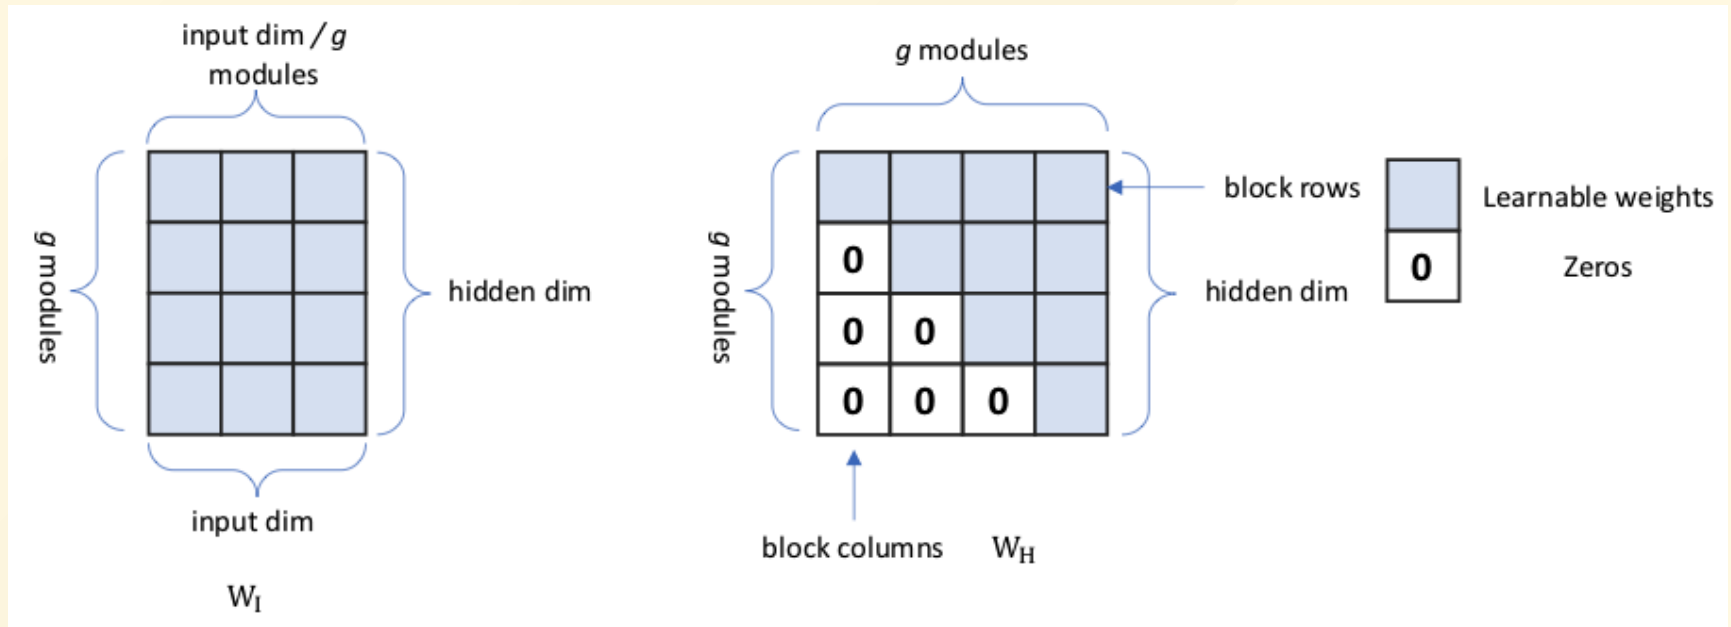 input dim / g
modules
g modules
hidden dim
input dim
W_I
g modules
g modules
0
0 0
0 0 0
block rows
hidden dim
block columns
W_H
Learnable weights
0
Zeros